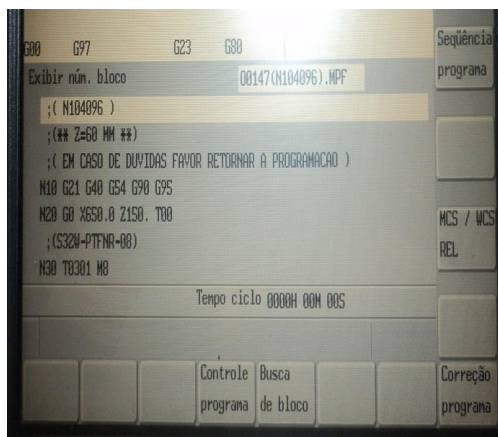 G00 G97 G23 G80
Seqüência
programa
Exibir núm. bloco 00147(N104096).MPF
;( N104096 )
;(** Z=60 MM **)
;( EM CASO DE DUVIDAS FAVOR RETORNAR A PROGRAMACAO )
N10 G21 G40 G54 G90 G95
N20 G0 X650.0 Z150. T00
;(S32W-PTFNR-08)
N30 T0301 M8
MCS / WCS
REL
Tempo ciclo 0000H 00M 00S
Controle
programa
Busca
de bloco
Correção
programa